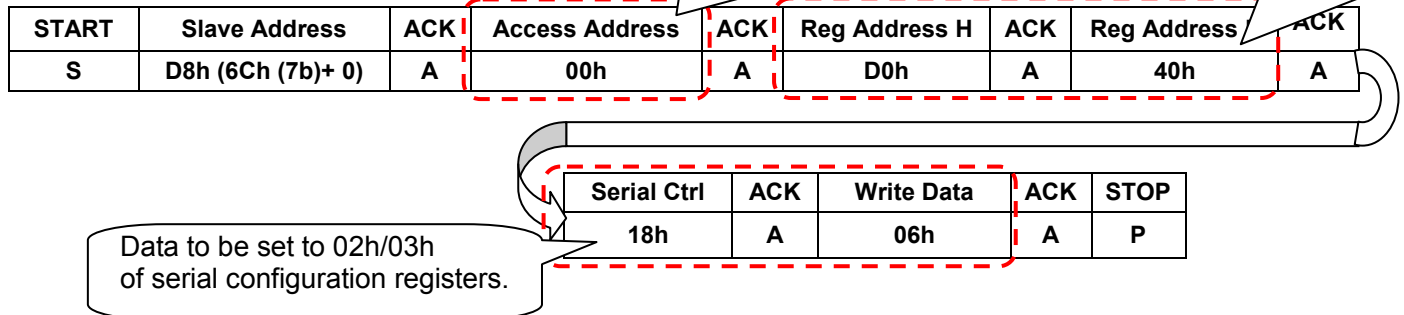 START Slave Address ACK Access Address ACK Reg Address H ACK Reg Address ACK
S D8h (6Ch (7b)+ 0) A 00h A D0h A 40h A
Serial Ctrl ACK Write Data ACK STOP
18h A 06h A P
Data to be set to 02h/03h
of serial configuration registers.